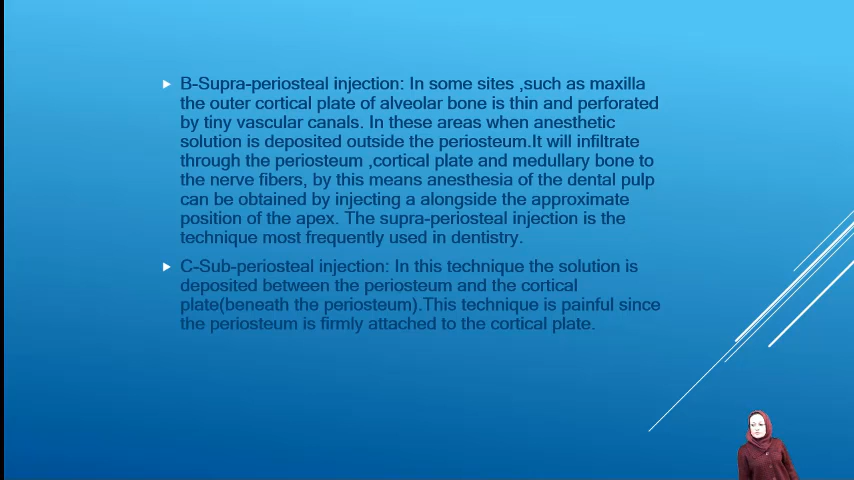 B-Supra-periosteal injection: In some sites ,such as maxilla
the outer cortical plate of alveolar bone is thin and perforated
by tiny vascular canals. In these areas when anesthetic
solution is deposited outside the periosteum.It will infiltrate
through the periosteum ,cortical plate and medullary bone to
the nerve fibers, by this means anesthesia of the dental pulp
can be obtained by injecting a alongside the approximate
position of the apex. The supra-periosteal injection is the
technique most frequently used in dentistry.
C-Sub-periosteal injection: In this technique the solution is
deposited between the periosteum and the cortical
plate(beneath the periosteum).This technique is painful since
the periosteum is firmly attached to the cortical plate.